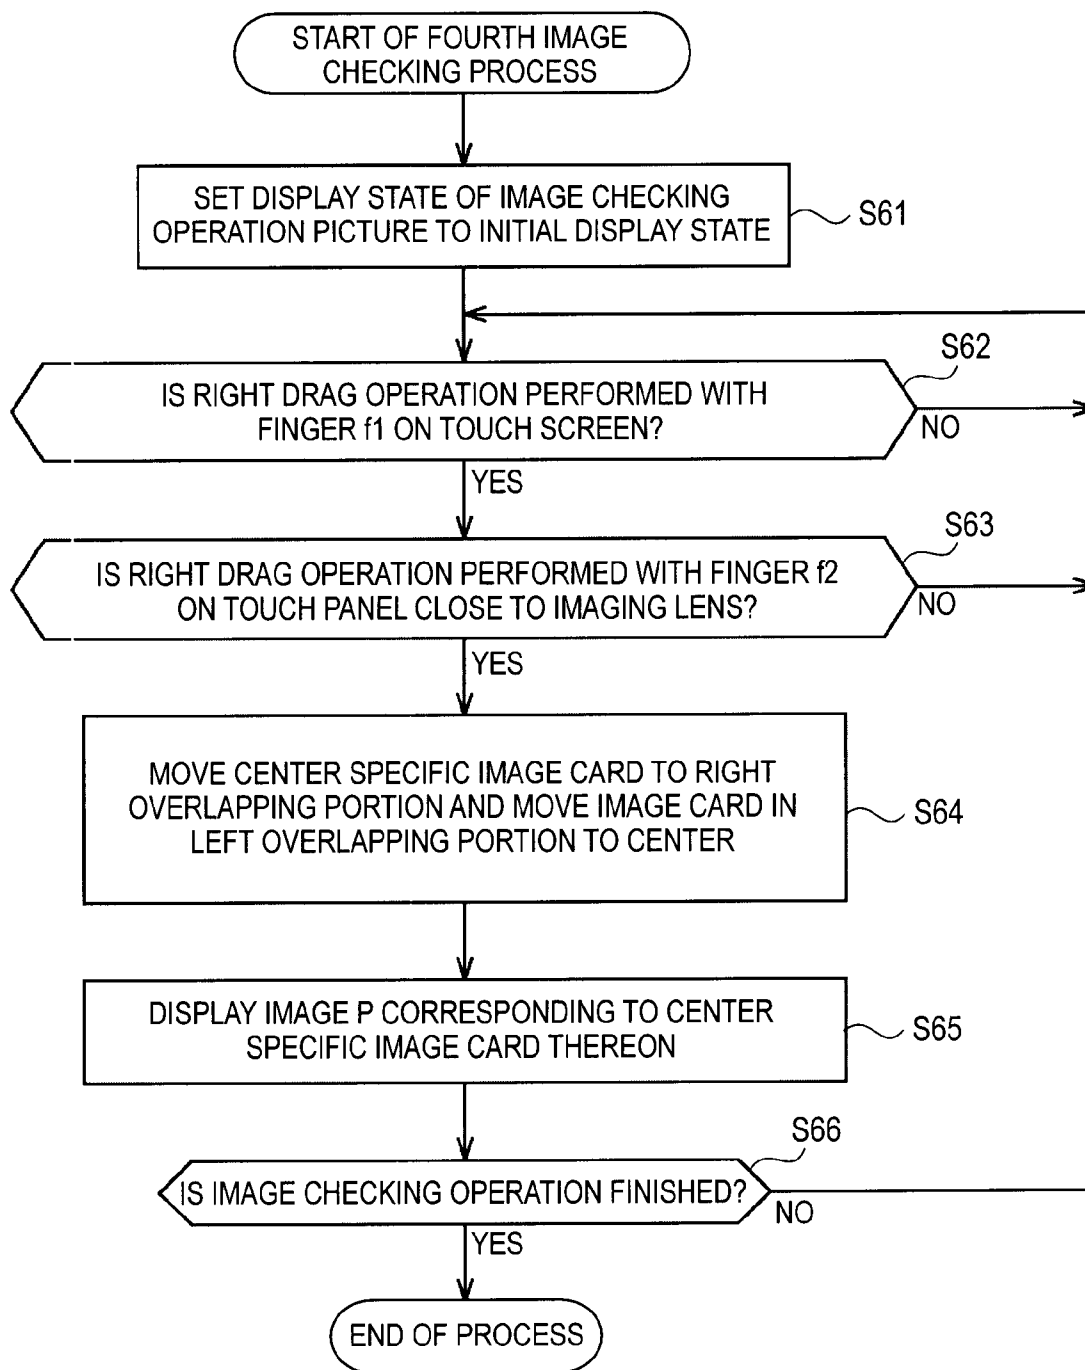 START OF FOURTH IMAGE
CHECKING PROCESS
SET DISPLAY STATE OF IMAGE CHECKING
OPERATION PICTURE TO INITIAL DISPLAY STATE
S61
S62
IS RIGHT DRAG OPERATION PERFORMED WITH
FINGER f1 ON TOUCH SCREEN?
NO
YES
S63
IS RIGHT DRAG OPERATION PERFORMED WITH FINGER f2
ON TOUCH PANEL CLOSE TO IMAGING LENS?
NO
YES
MOVE CENTER SPECIFIC IMAGE CARD TO RIGHT
OVERLAPPING PORTION AND MOVE IMAGE CARD IN
LEFT OVERLAPPING PORTION TO CENTER
S64
DISPLAY IMAGE P CORRESPONDING TO CENTER
SPECIFIC IMAGE CARD THEREON
S65
S66
IS IMAGE CHECKING OPERATION FINISHED?
NO
YES
END OF PROCESS